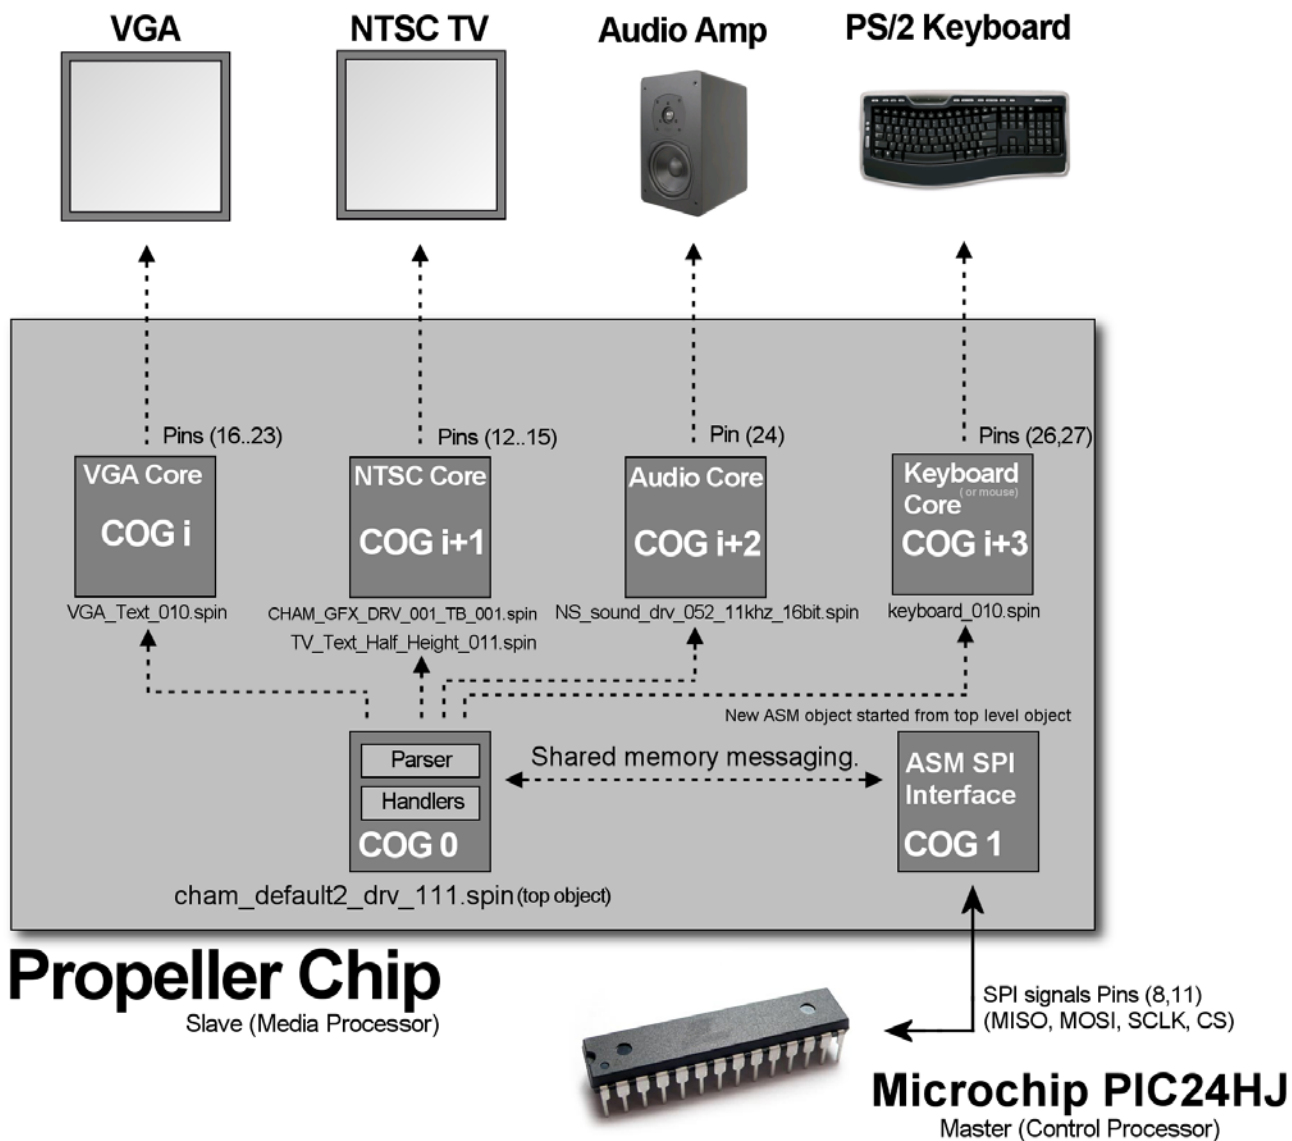 VGA
NTSC TV
Audio Amp
PS/2 Keyboard
Pins (16..23)
Pins (12..15)
Pin (24)
Pins (26,27)
VGA Core
COG i
NTSC Core
COG i+1
Audio Core
COG i+2
Keyboard
(or mouse)
Core
COG i+3
VGA_Text_010.spin
CHAM_GFX_DRV_001_TB_001.spin
TV_Text_Half_Height_011.spin
NS_sound_drv_052_11khz_16bit.spin
keyboard_010.spin
New ASM object started from top level object
Parser
Handlers
COG 0
Shared memory messaging.
ASM SPI
Interface
COG 1
cham_default2_drv_111.spin (top object)
Propeller Chip
Slave (Media Processor)
SPI signals Pins (8,11)
(MISO, MOSI, SCLK, CS)
Microchip PIC24HJ
Master (Control Processor)